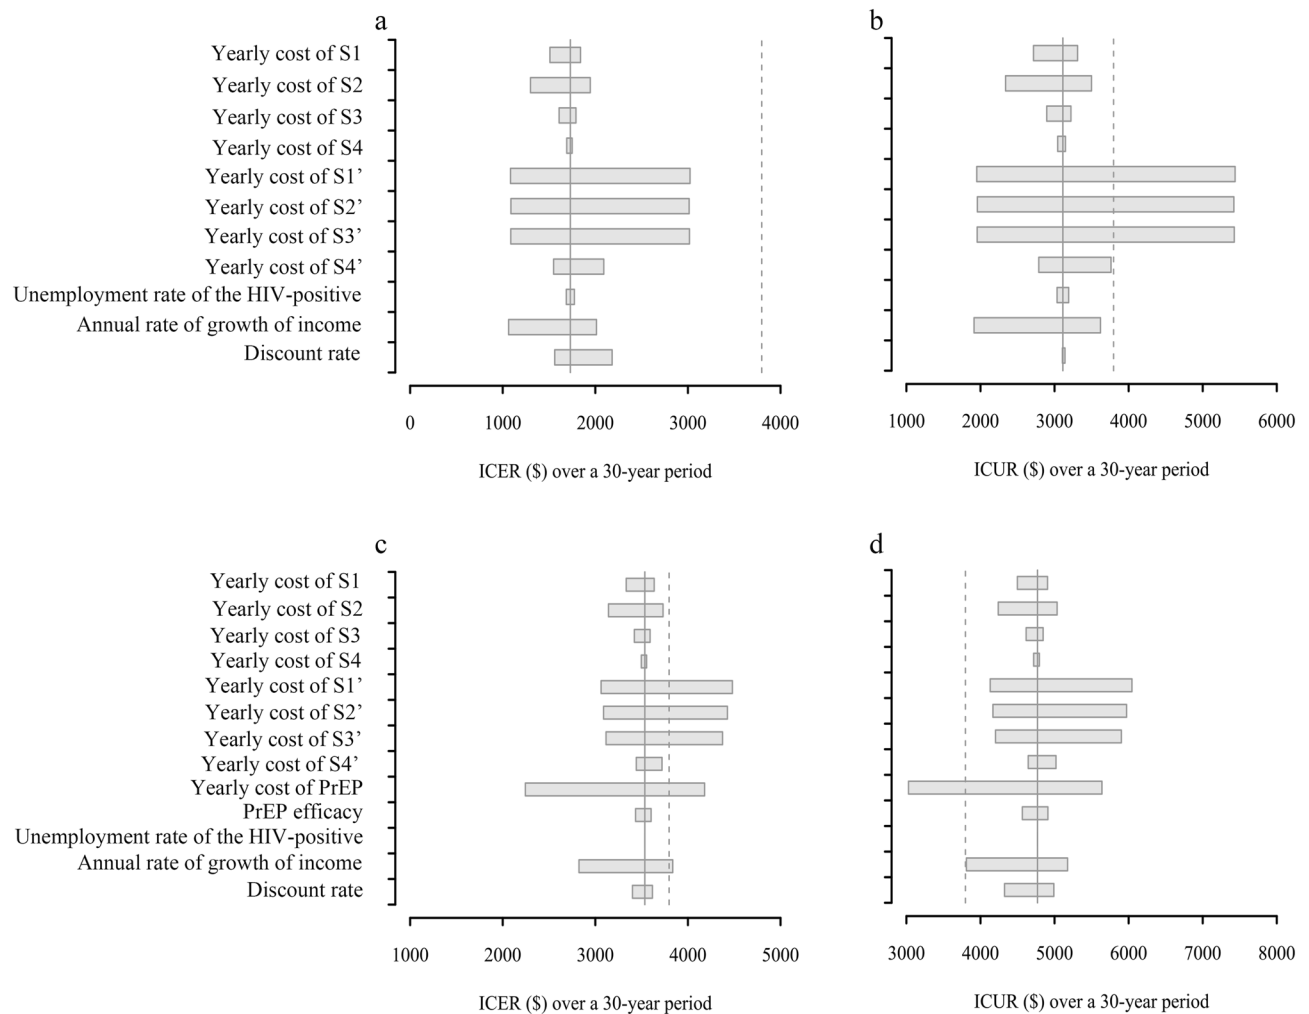 a
Yearly cost of S1
Yearly cost of S2
Yearly cost of S3
Yearly cost of S4
Yearly cost of S1’
Yearly cost of S2’
Yearly cost of S3’
Yearly cost of S4’
Unemployment rate of the HIV-positive
Annual rate of growth of income
Discount rate
0 1000 2000 3000 4000
ICER ($) over a 30-year period
b
1000 2000 3000 4000 5000 6000
ICUR ($) over a 30-year period
c
Yearly cost of S1
Yearly cost of S2
Yearly cost of S3
Yearly cost of S4
Yearly cost of S1’
Yearly cost of S2’
Yearly cost of S3’
Yearly cost of S4’
Yearly cost of PrEP
PrEP efficacy
Unemployment rate of the HIV-positive
Annual rate of growth of income
Discount rate
1000 2000 3000 4000 5000
ICER ($) over a 30-year period
d
3000 4000 5000 6000 7000 8000
ICUR ($) over a 30-year period